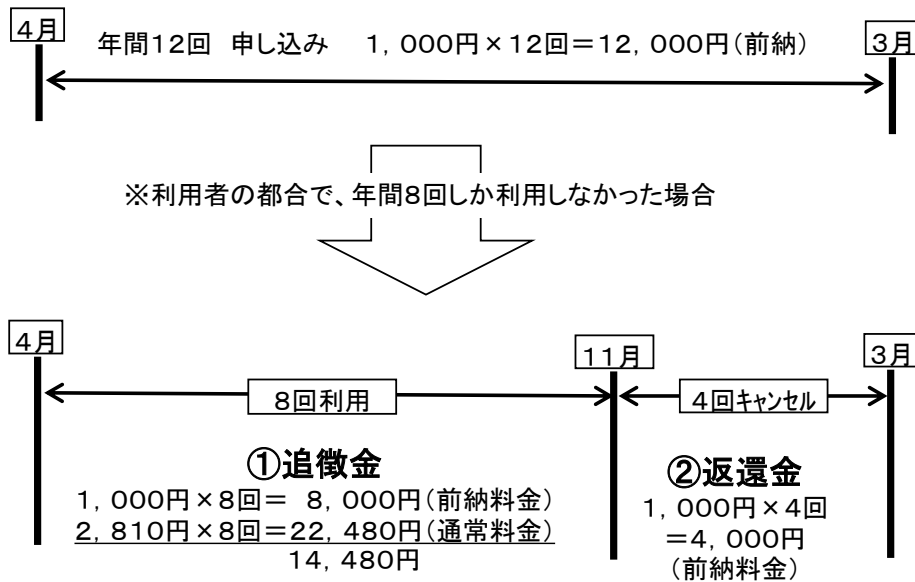 4月
年間12回 申し込み 1,000円×12回=12,000円(前納)
3月
※利用者の都合で、年間8回しか利用しなかった場合
4月
11月
3月
8回利用
4回キャンセル
①追徴金
1,000円×8回= 8,000円(前納料金)
2,810円×8回=22,480円(通常料金)
14,480円
②返還金
1,000円×4回
=4,000円
(前納料金)